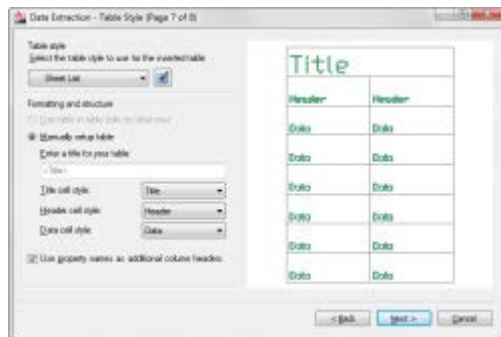 Data Extraction - Table Style (Page 7 of 8)
Table style
Select the table style to use for the inserted table:
Sheet List
Formatting and structure
Use table in table style for label rows
Manually setup table
Enter a title for your table:
<Title>
Title cell style:
Title
Header cell style:
Header
Data cell style:
Data
Use property names as additional column headers
Title
Header Header
Data Data
Data Data
Data Data
Data Data
Data Data
Data Data
< Back
Next >
Cancel